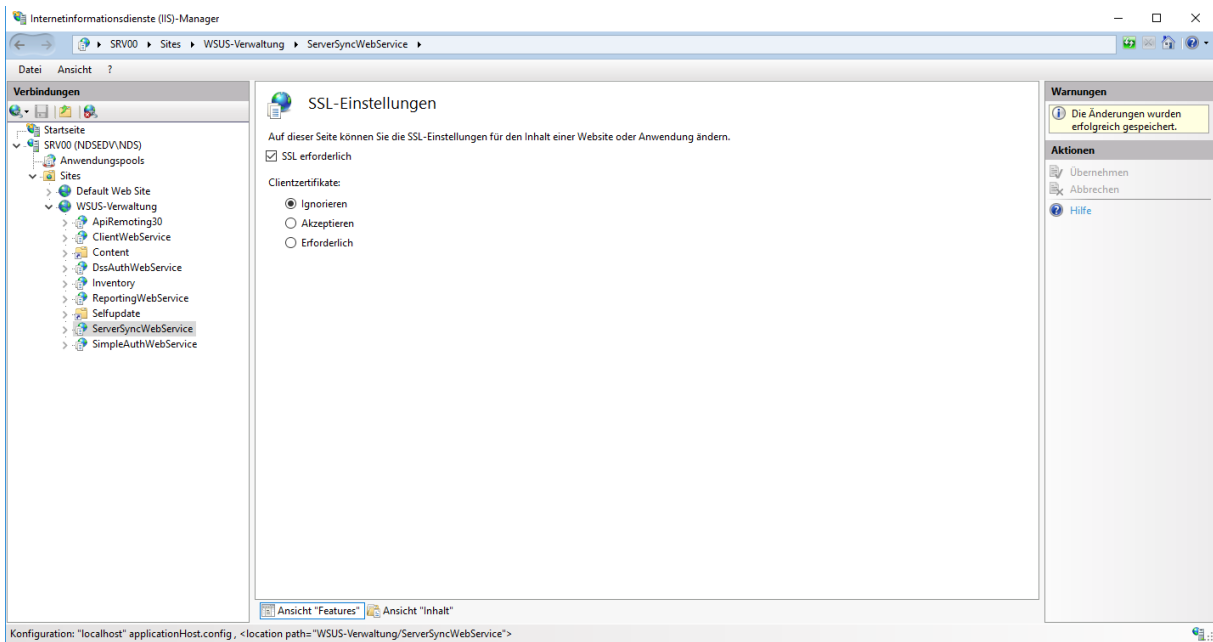 Internetinformationsdienste (IIS)-Manager
SRV00 Sites WSUS-Verwaltung ServerSyncWebService
Datei Ansicht ?
Verbindungen
Startseite
SRV00 (NDSEDV\NDS)
Anwendungspools
Sites
Default Web Site
WSUS-Verwaltung
ApiRemoting30
ClientWebService
Content
DssAuthWebService
Inventory
ReportingWebService
Selfupdate
ServerSyncWebService
SimpleAuthWebService
SSL-Einstellungen
Auf dieser Seite können Sie die SSL-Einstellungen für den Inhalt einer Website oder Anwendung ändern.
SSL erforderlich
Clientzertifikate:
Ignorieren
Akzeptieren
Erforderlich
Ansicht "Features" Ansicht "Inhalt"
Warnungen
Die Änderungen wurden
erfolgreich gespeichert.
Aktionen
Übernehmen
Abbrechen
Hilfe
Konfiguration: "localhost" applicationHost.config , <location path="WSUS-Verwaltung/ServerSyncWebService">